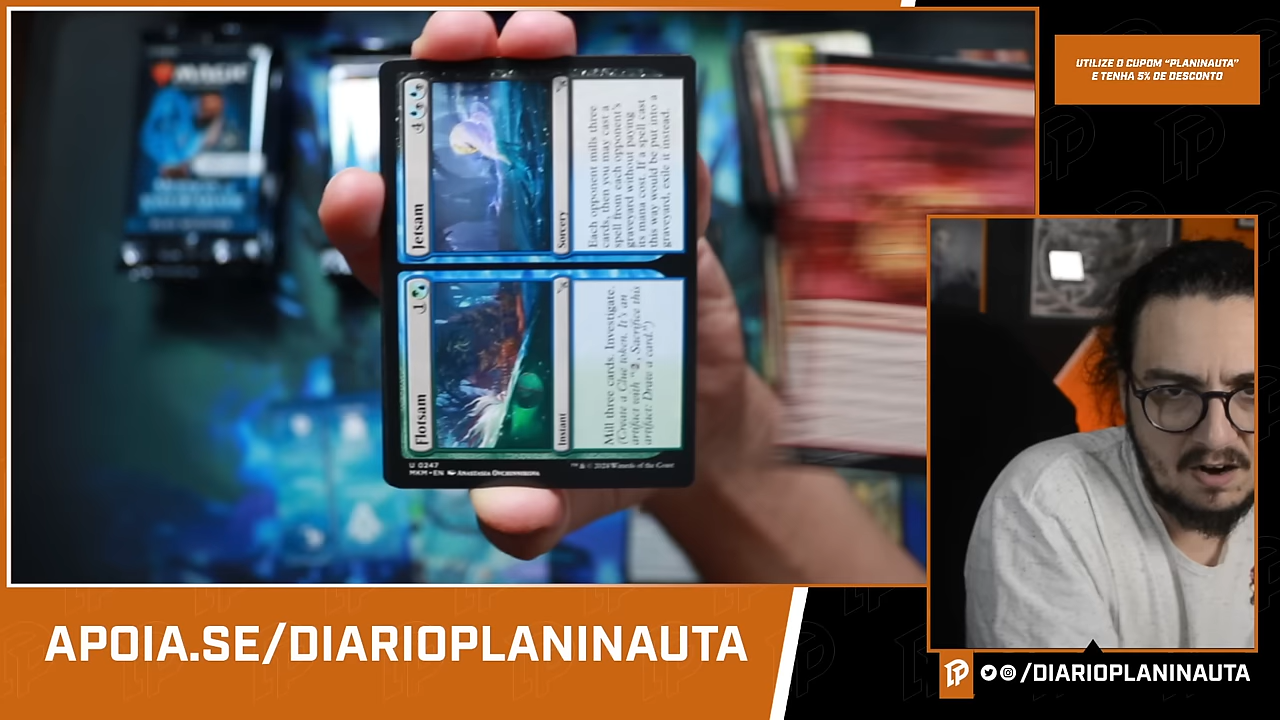 UTILIZE O CUPOM "PLANINAUTA"
E TENHA 5% DE DESCONTO
MAGIC
Jetsam
4
Sorcery
Each opponent mills three
cards, then you may cast a
spell from each opponent's
graveyard without paying
its mana cost. If a spell cast
this way would be put into a
graveyard, exile it instead.
Flotsam
1
Instant
Mill three cards. Investigate.
(Create a Clue token. It's an
artifact with "2, Sacrifice this
artifact: Draw a card.")
U 0247
MKM • EN ANASTASIA OVCHINNIKOVA
™ & © 2024 Wizards of the Coast
APOIA.SE/DIARIOPLANINAUTA
/DIARIOPLANINAUTA